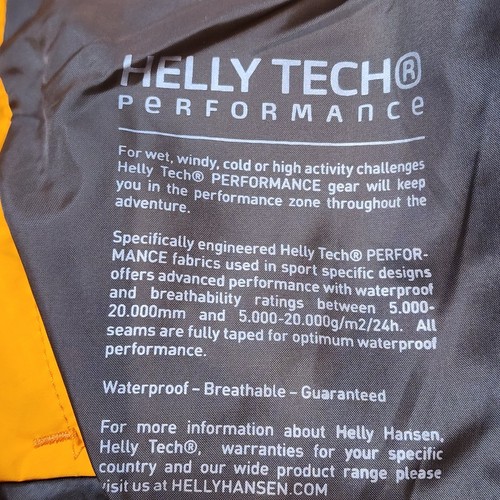 HELLY TECH®
PERFORMANCE
For wet, windy, cold or high activity challenges
Helly Tech® PERFORMANCE gear will keep
you in the performance zone throughout the
adventure.
Specifically engineered Helly Tech® PERFOR-
MANCE fabrics used in sport specific designs
offers advanced performance with waterproof
and breathability ratings between 5.000-
20.000mm and 5.000-20.000g/m2/24h. All
seams are fully taped for optimum waterproof
performance.
Waterproof – Breathable – Guaranteed
For more information about Helly Hansen,
Helly Tech®, warranties for your specific
country and our wide product range please
visit us at HELLYHANSEN.COM